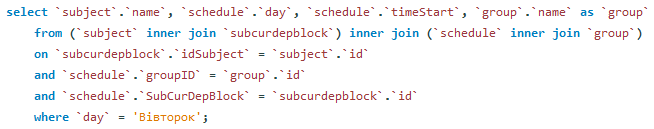 select `subject`.`name`, `schedule`.`day`, `schedule`.`timeStart`, `group`.`name` as `group`
from (`subject` inner join `subcurdepblock`) inner join (`schedule` inner join `group`)
on `subcurdepblock`.`idSubject` = `subject`.`id`
and `schedule`.`groupID` = `group`.`id`
and `schedule`.`SubCurDepBlock` = `subcurdepblock`.`id`
where `day` = 'Вівторок';